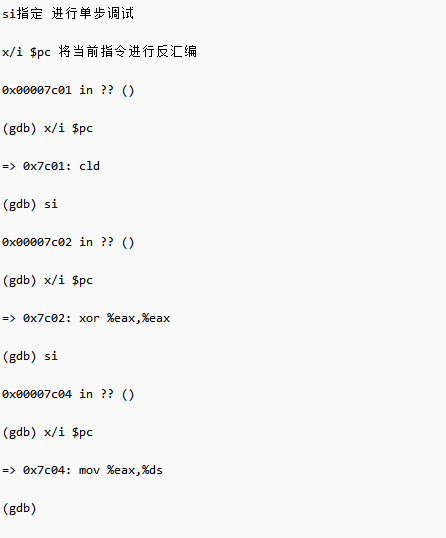 si指定 进行单步调试
x/i $pc 将当前指令进行反汇编
0x00007c01 in ?? ()
(gdb) x/i $pc
=> 0x7c01: cld
(gdb) si
0x00007c02 in ?? ()
(gdb) x/i $pc
=> 0x7c02: xor %eax,%eax
(gdb) si
0x00007c04 in ?? ()
(gdb) x/i $pc
=> 0x7c04: mov %eax,%ds
(gdb)